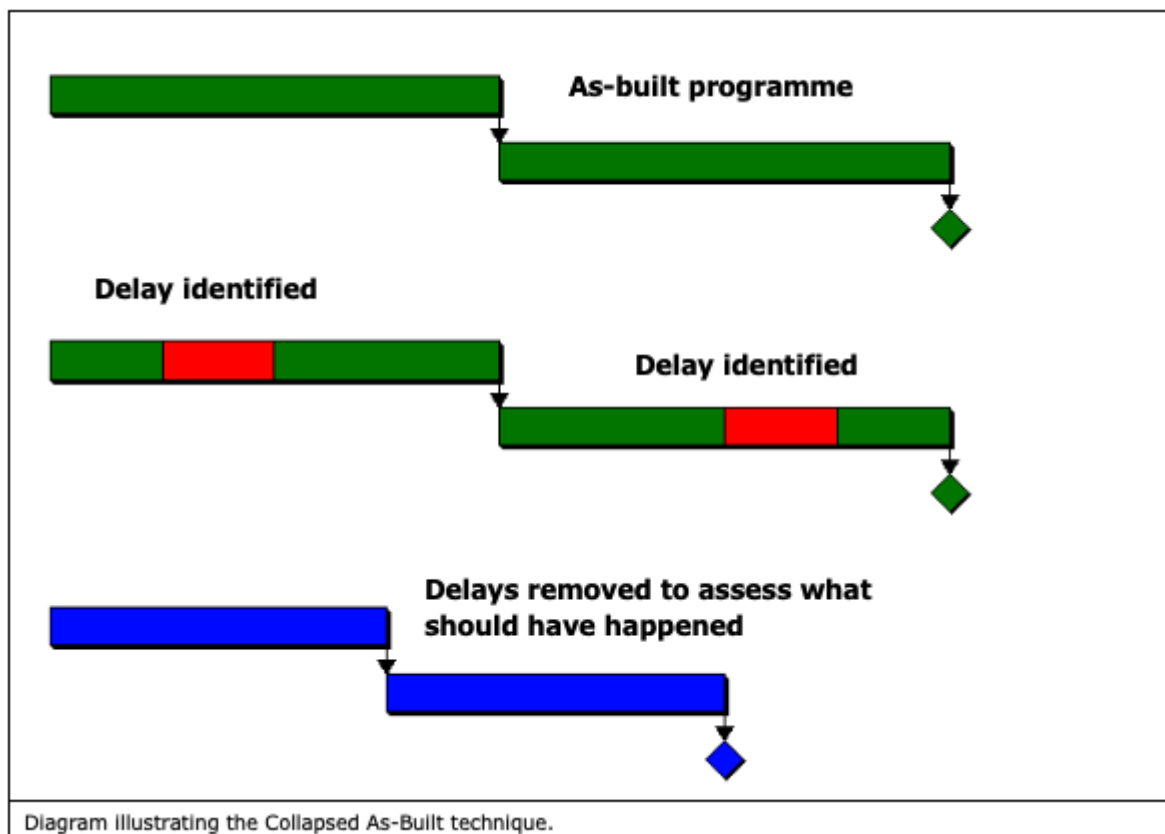 As-built programme
Delay identified
Delay identified
Delays removed to assess what
should have happened
Diagram illustrating the Collapsed As-Built technique.